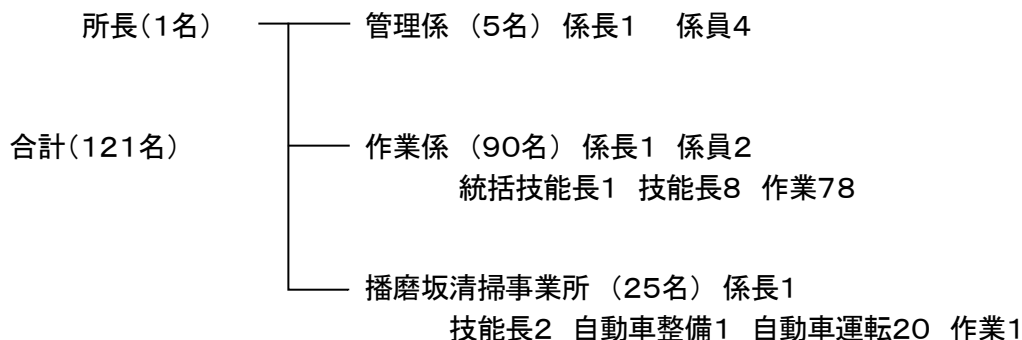 所長（1名）
管理係 （5名） 係長1 係員4
合計（121名）
作業係 （90名） 係長1 係員2
統括技能長1 技能長8 作業78
播磨坂清掃事業所 （25名） 係長1
技能長2 自動車整備1 自動車運転20 作業1